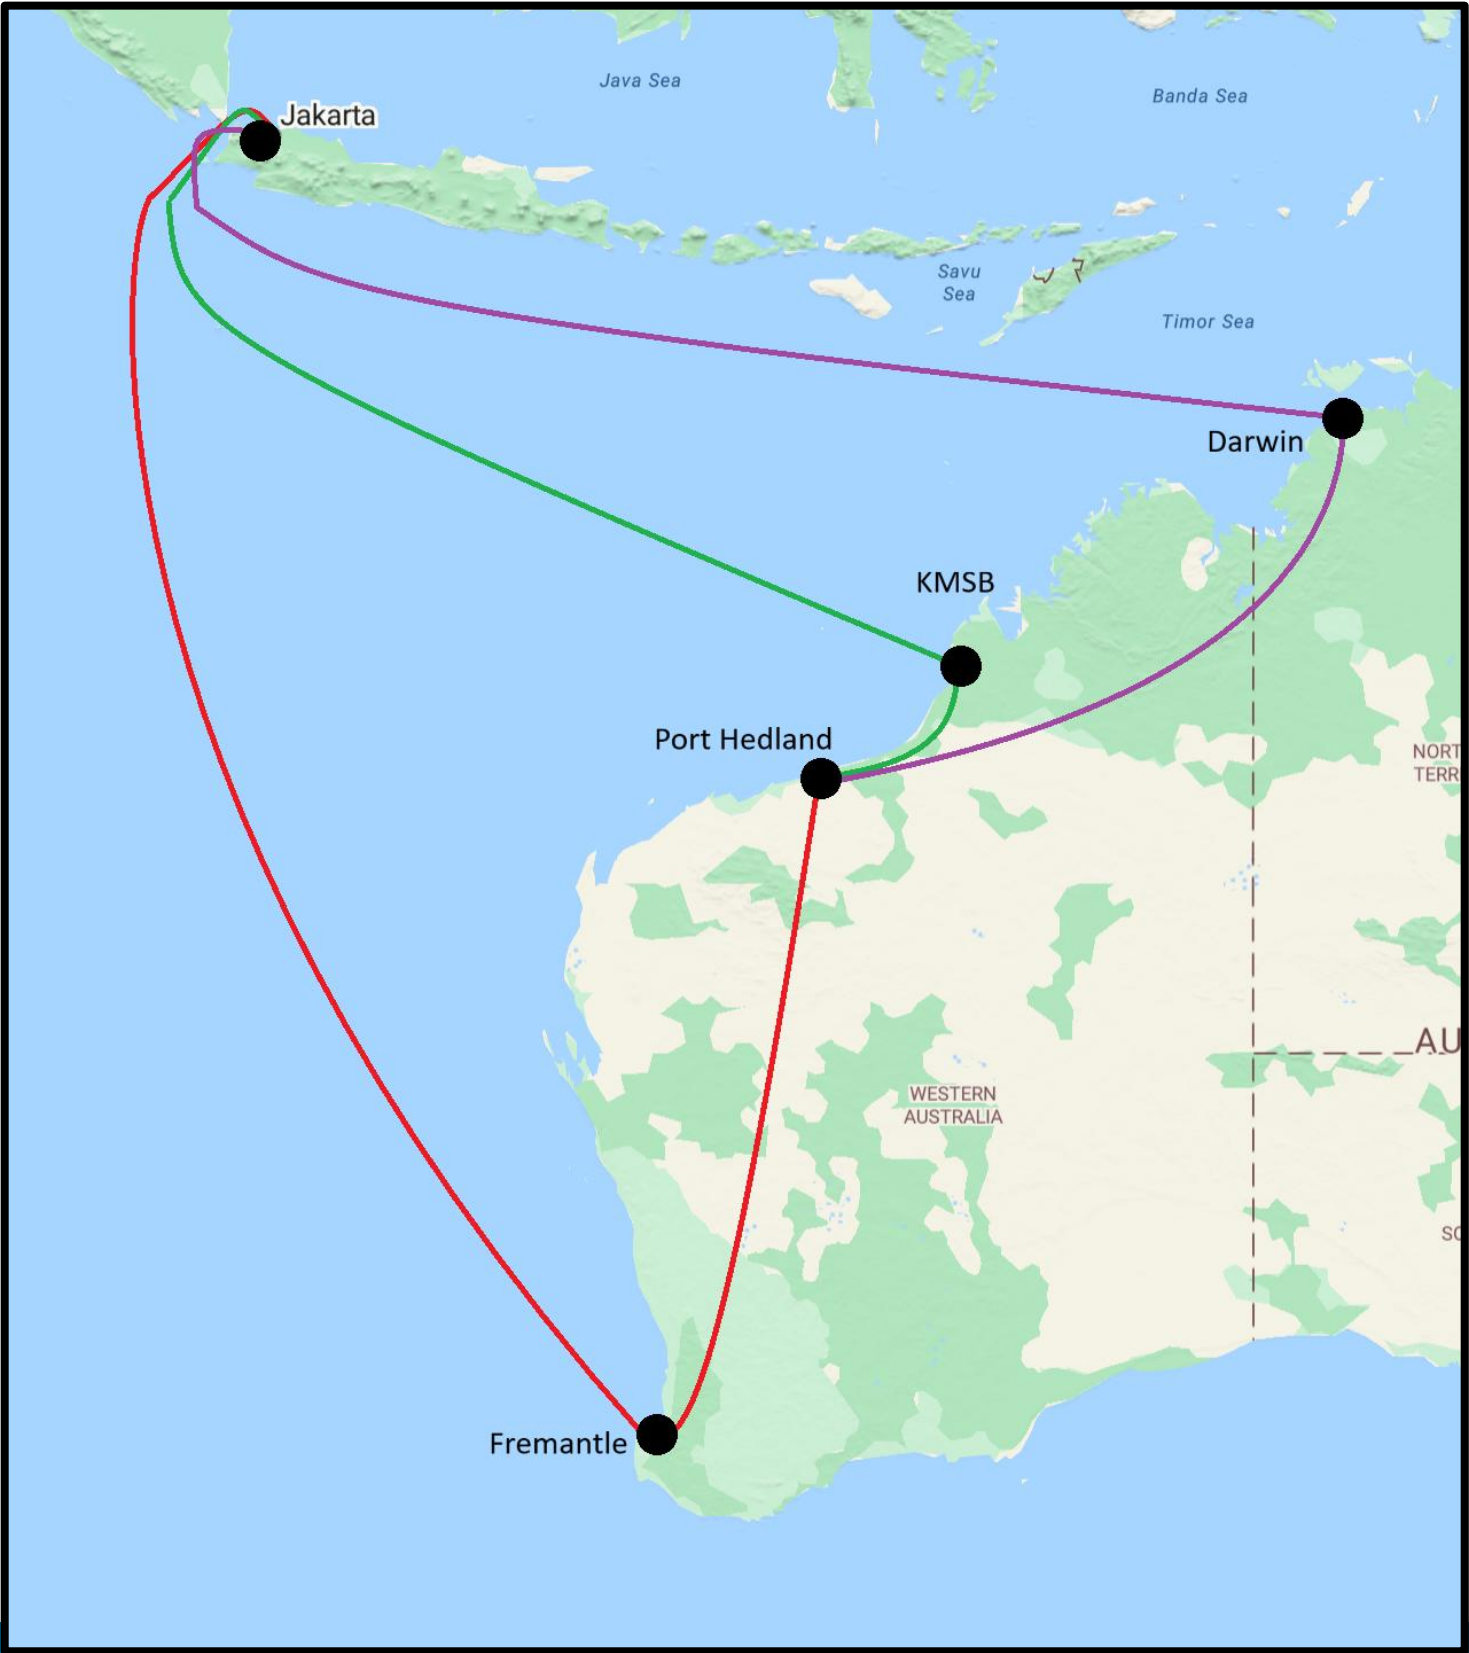 Java Sea
Banda Sea
Jakarta
Savu
Sea
Timor Sea
Darwin
KMSB
Port Hedland
NORT
TERR
AU
WESTERN
AUSTRALIA
SO
Fremantle